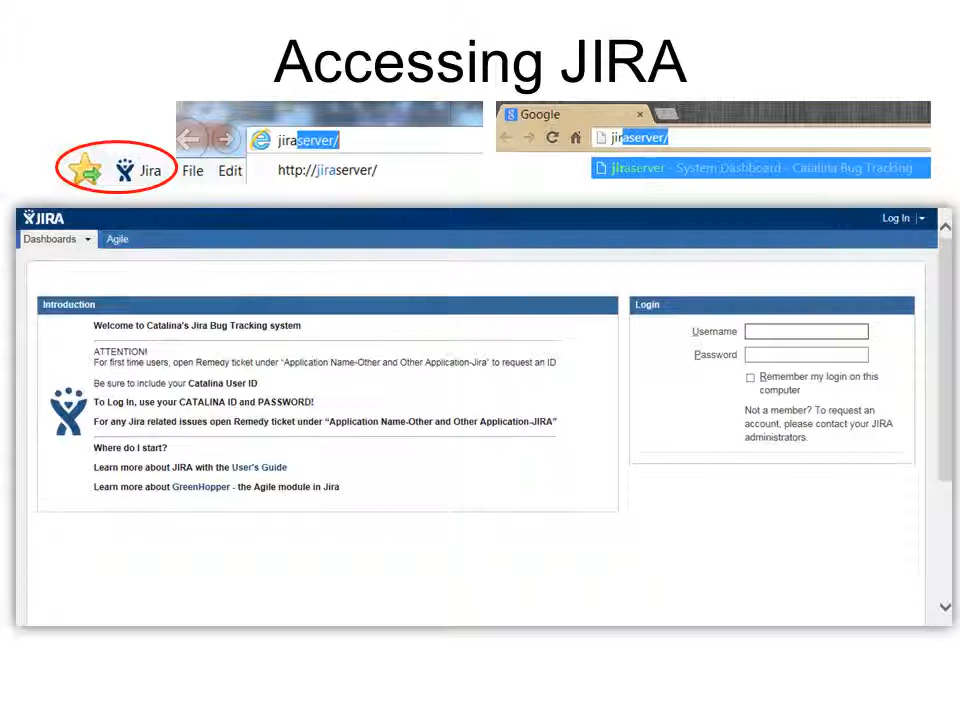 Accessing JIRA
jiraserver/
Google
jiraserver/
Jira
File Edit
http://jiraserver/
jiraserver - System Dashboard - Catalina Bug Tracking
JIRA
Log In
Dashboards Agile
Introduction
Welcome to Catalina's Jira Bug Tracking system
ATTENTION!
For first time users, open Remedy ticket under "Application Name-Other and Other Application-Jira" to request an ID
Be sure to include your Catalina User ID
To Log In, use your CATALINA ID and PASSWORD!
For any Jira related issues open Remedy ticket under “Application Name-Other and Other Application-JIRA”
Where do I start?
Learn more about JIRA with the User's Guide
Learn more about GreenHopper - the Agile module in Jira
Login
Username
Password
Remember my login on this
computer
Not a member? To request an
account, please contact your JIRA
administrators.